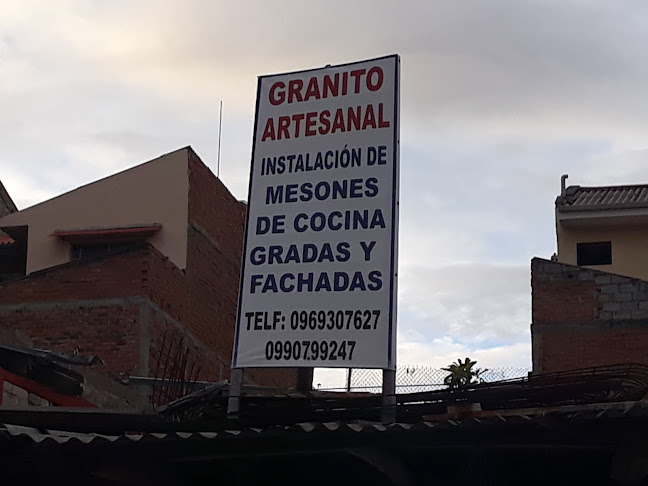 GRANITO
ARTESANAL
INSTALACIÓN DE
MESONES
DE COCINA
GRADAS Y
FACHADAS
TELF: 0969307627
0990799247